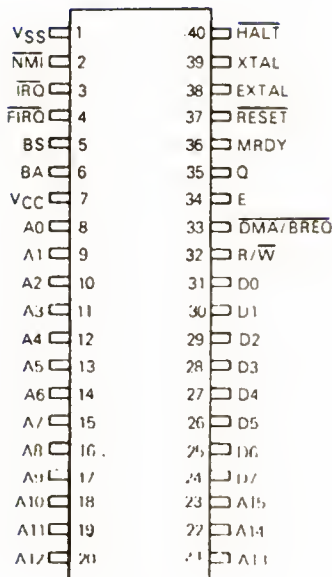 VSS 1 40 HALT
NMI 2 39 XTAL
IRQ 3 38 EXTAL
FIRQ 4 37 RESET
BS 5 36 MRDY
BA 6 35 Q
VCC 7 34 E
A0 8 33 DMA/BREQ
A1 9 32 R/W
A2 10 31 D0
A3 11 30 D1
A4 12 29 D2
A5 13 28 D3
A6 14 27 D4
A7 15 26 D5
A8 16 25 D6
A9 17 24 D7
A10 18 23 A15
A11 19 22 A14
A12 20 21 A13